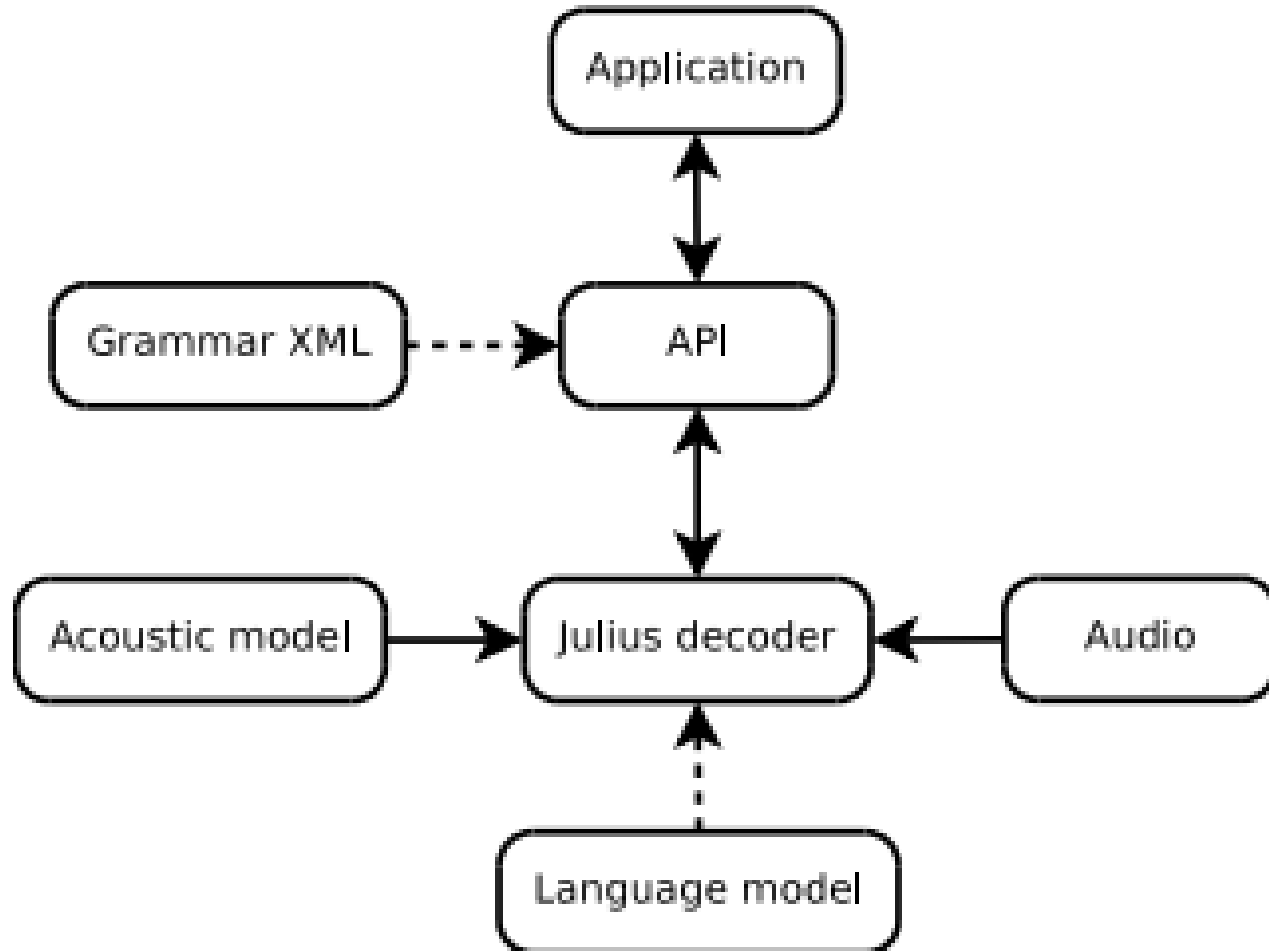 Application
Grammar XML
API
Acoustic model
Julius decoder
Audio
Language model